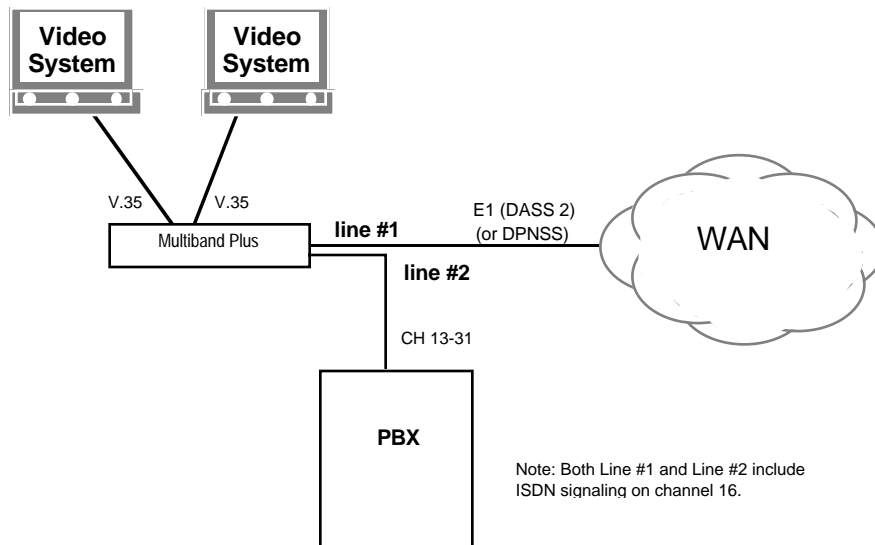 Video
System
Video
System
V.35
V.35
Multiband Plus
line #1
line #2
E1 (DASS 2)
(or DPNSS)
WAN
CH 13-31
PBX
Note: Both Line #1 and Line #2 include
ISDN signaling on channel 16.